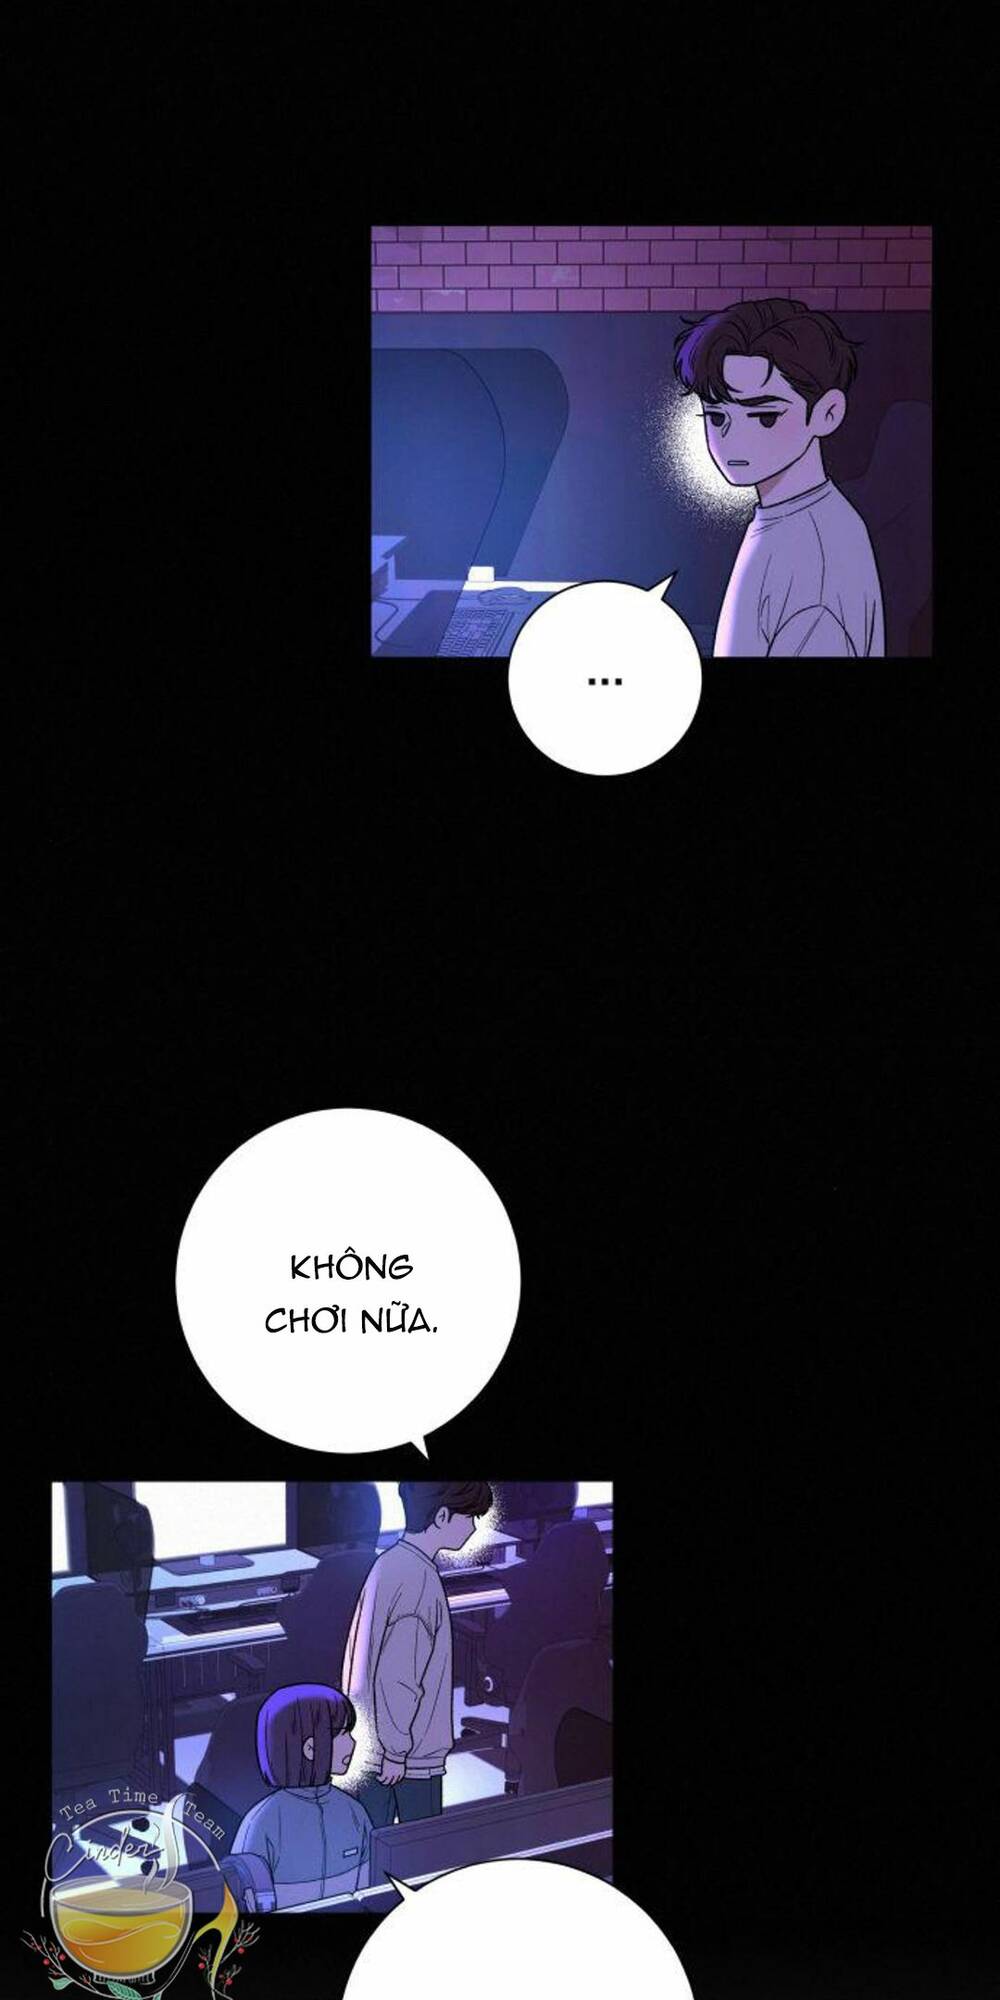 ...
KHÔNG
CHƠI NỮA.
Tea Time Team
Cinder's